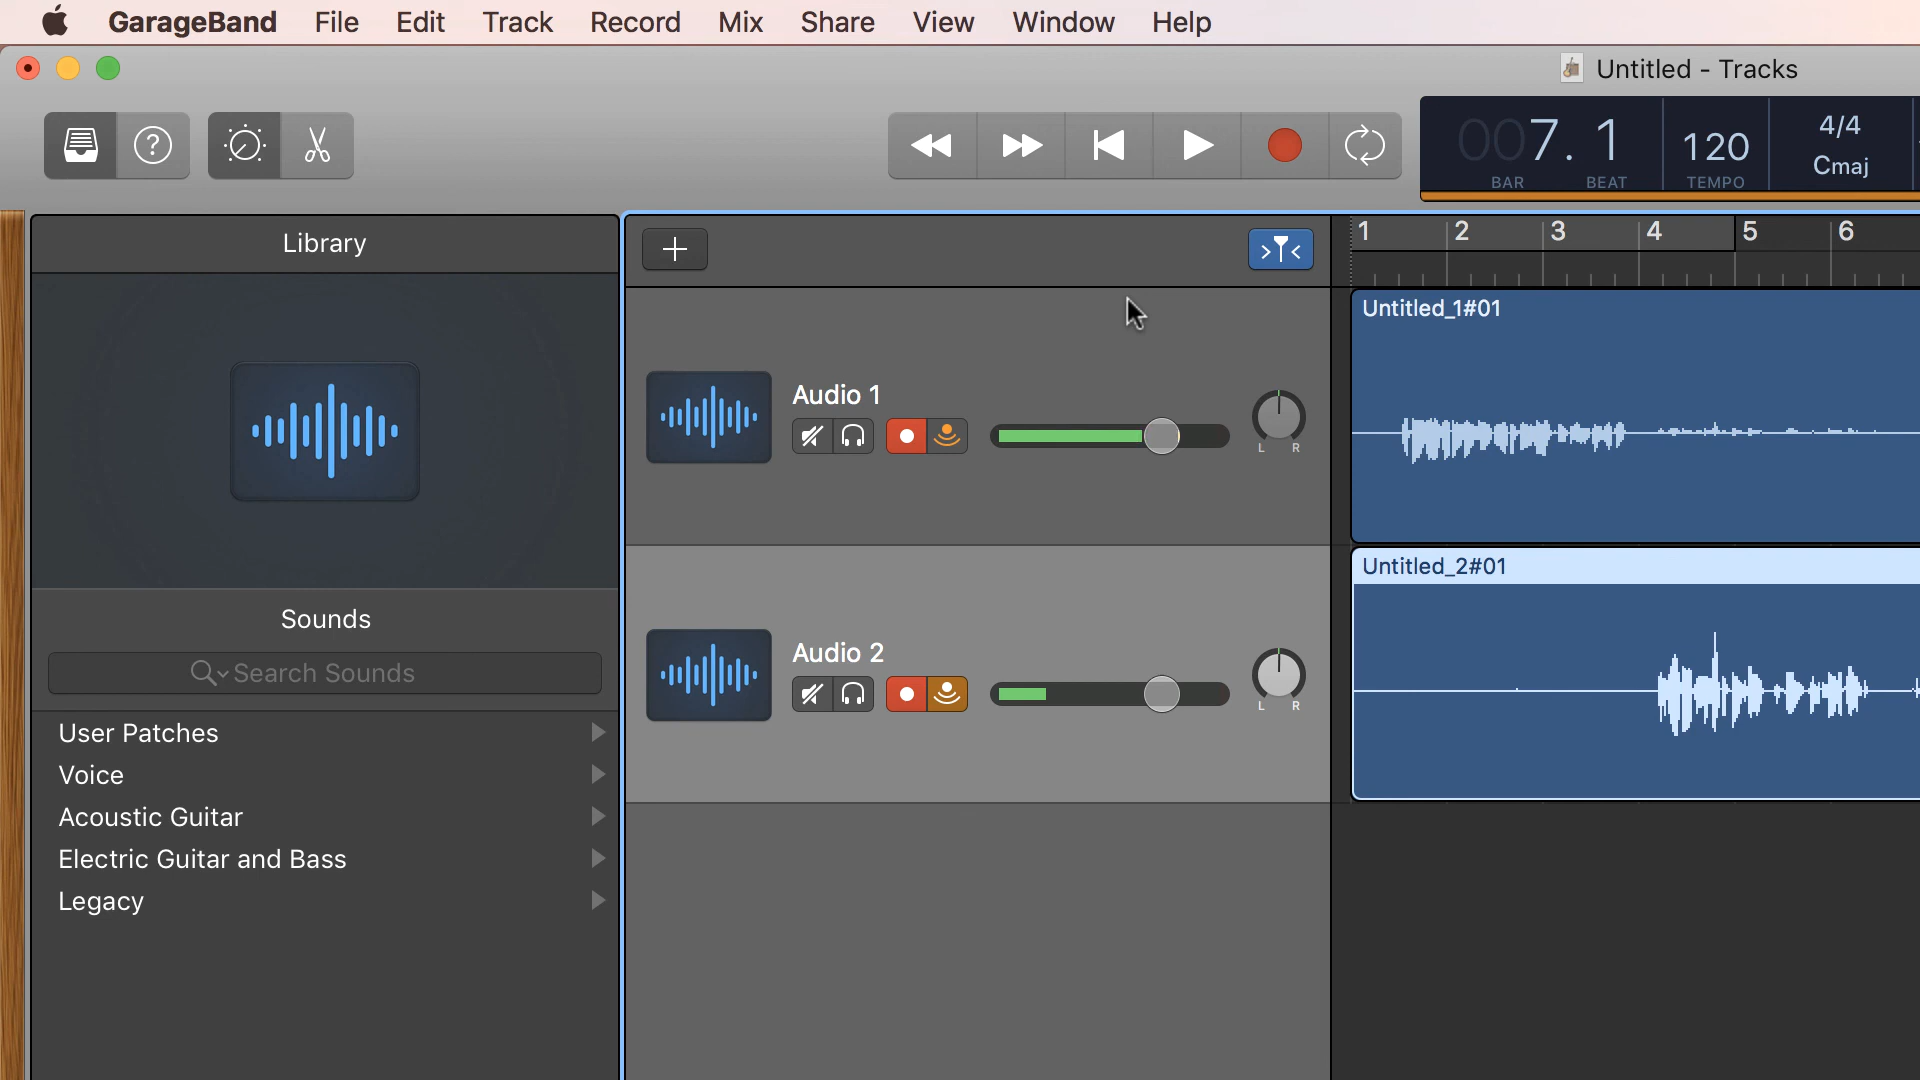 GarageBand File Edit Track Record Mix Share View Window Help
Untitled - Tracks
007. 1
BAR BEAT
120
TEMPO
4/4
Cmaj
Library
1 2 3 4 5 6
Untitled_1#01
Audio 1
L R
Untitled_2#01
Audio 2
L R
Sounds
Search Sounds
User Patches
Voice
Acoustic Guitar
Electric Guitar and Bass
Legacy